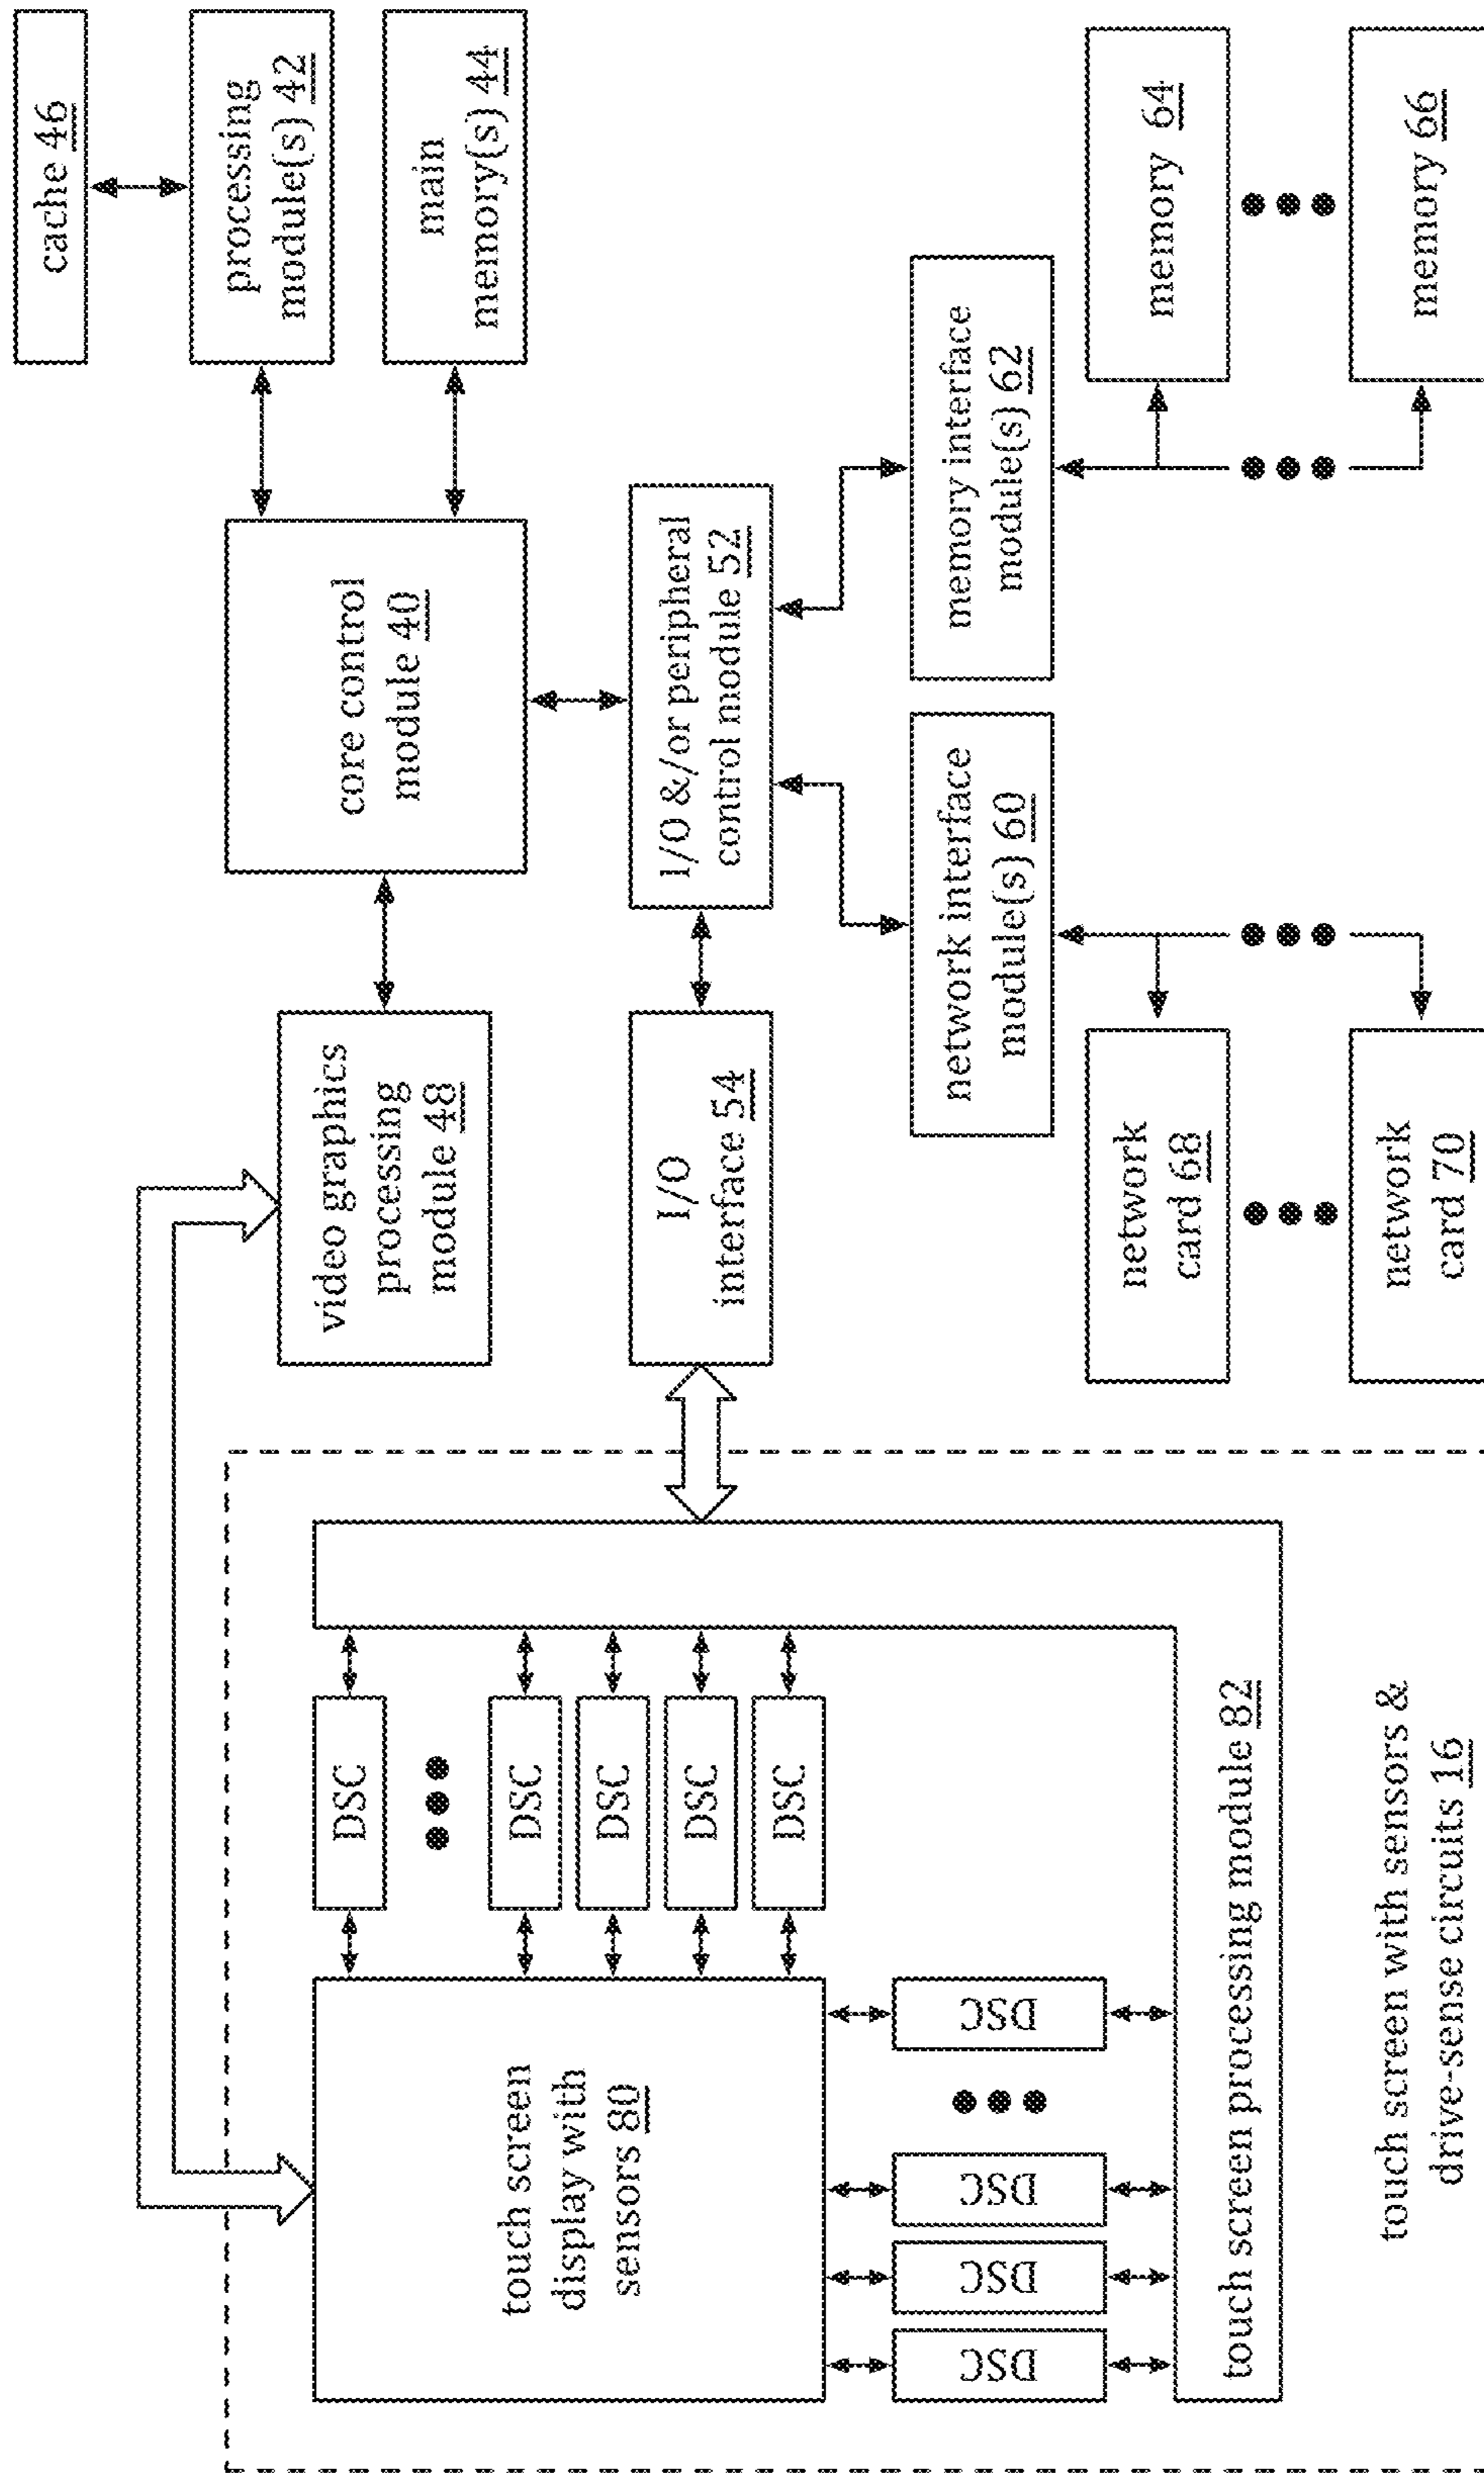 cache 46
processing
module(s) 42
main
memory(s) 44
core control
module 40
video graphics
processing
module 48
I/O &/or peripheral
control module 52
I/O
interface 54
memory interface
module(s) 62
network interface
module(s) 60
memory 64
memory 66
network
card 68
network
card 70
touch screen
display with
sensors 80
DSC
DSC
DSC
DSC
DSC
DSC
DSC
DSC
DSC
touch screen processing module 82
touch screen with sensors &
drive-sense circuits 16